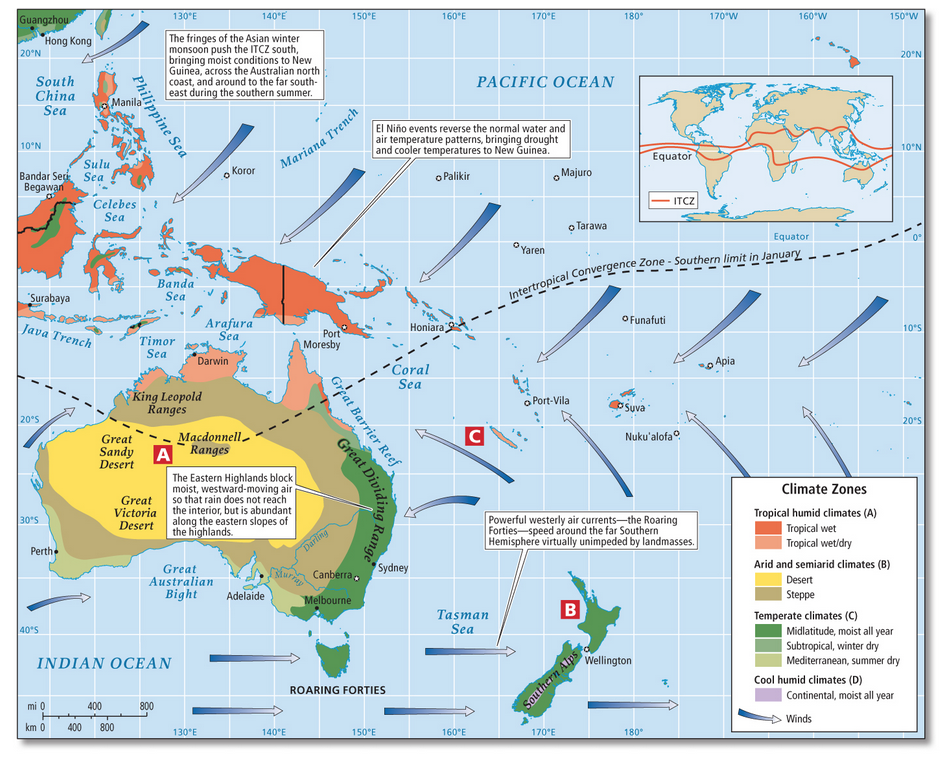 130°E
140°E
150°E
160°E
170°E
180°
170°W
160°W
150°W
Guangzhou
Hong Kong
20°N
20°N
The fringes of the Asian winter
monsoon push the ITCZ south,
bringing moist conditions to New
Guinea, across the Australian north
coast, and around to the far south-
east during the southern summer.
South
China
Sea
Philippine Sea
Manila
PACIFIC OCEAN
Mariana Trench
El Niño events reverse the normal water and
air temperature patterns, bringing drought
and cooler temperatures to New Guinea.
Equator
ITCZ
10°N
10°N
Sulu
Sea
Koror
Palikir
Majuro
Bandar Seri
Begawan
Celebes
Sea
Tarawa
Yaren
Equator
0°
Intertropical Convergence Zone - Southern limit in January
Banda
Sea
Surabaya
Java Trench
Timor
Sea
Arafura
Sea
Port
Moresby
Honiara
Funafuti
10°S
Darwin
Coral
Sea
Apia
King Leopold
Ranges
Great Barrier Reef
Port-Vila
Suva
Nuku'alofa
20°S
20°S
Great
Sandy
Desert
Macdonnell
Ranges
A
C
Great Dividing Range
The Eastern Highlands block
moist, westward-moving air
so that rain does not reach
the interior, but is abundant
along the eastern slopes of
the highlands.
Great
Victoria
Desert
30°S
Perth
Darling
Murray
Great
Australian
Bight
Adelaide
Canberra
Sydney
Melbourne
Powerful westerly air currents—the Roaring
Forties—speed around the far Southern
Hemisphere virtually unimpeded by landmasses.
B
Tasman
Sea
40°S
INDIAN OCEAN
Wellington
Southern Alps
ROARING FORTIES
mi 0 400 800
km 0 400 800
130°E
140°E
150°E
160°E
170°E
180°
Climate Zones
Tropical humid climates (A)
Tropical wet
Tropical wet/dry
Arid and semiarid climates (B)
Desert
Steppe
Temperate climates (C)
Midlatitude, moist all year
Subtropical, winter dry
Mediterranean, summer dry
Cool humid climates (D)
Continental, moist all year
Winds